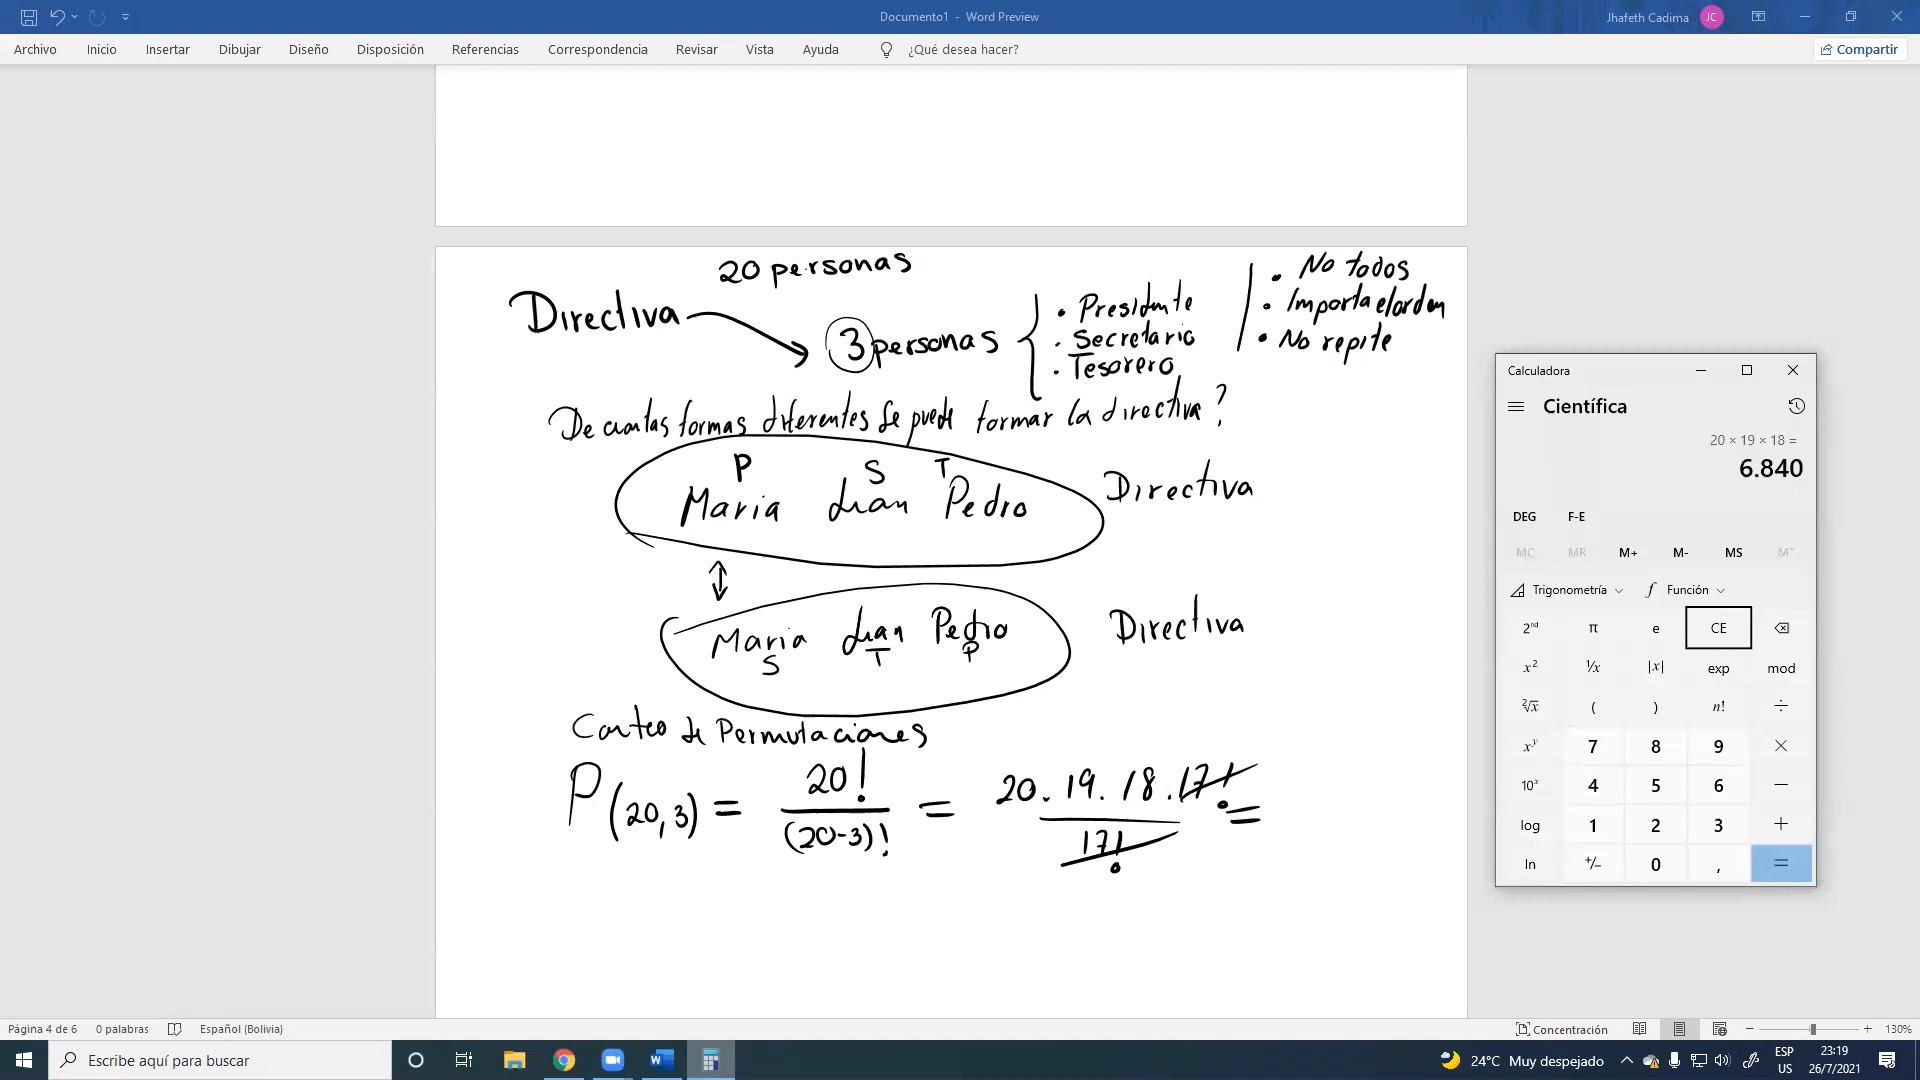 Documento1 - Word Preview
Jhafeth Cadima
JC
Archivo Inicio Insertar Dibujar Diseño Disposición Referencias Correspondencia Revisar Vista Ayuda ¿Qué desea hacer?
Compartir
20 personas
Directiva
3 personas
• Presidente
• Secretario
• Tesorero
• No todos
• Importa el orden
• No repite
De cuantas formas diferentes se puede formar la directiva?
P S T
Maria Juan Pedro
Directiva
Maria Juan Pedro
S T P
Directiva
Conteo de Permutaciones
P(20,3) = 20! / (20-3)! = 20.19.18.17! / 17! =
Calculadora
Científica
20 × 19 × 18 =
6.840
DEG F-E
MC MR M+ M- MS
Trigonometría f Función
2nd π e CE
x2 ¹/x |x| exp mod
²√x ( ) n! ÷
xy 7 8 9 ×
10x 4 5 6 −
log 1 2 3 +
ln +/− 0 , =
Página 4 de 6 0 palabras Español (Bolivia)
Concentración
− + 130%
Escribe aquí para buscar
24°C Muy despejado
ESP
US
23:19
26/7/2021